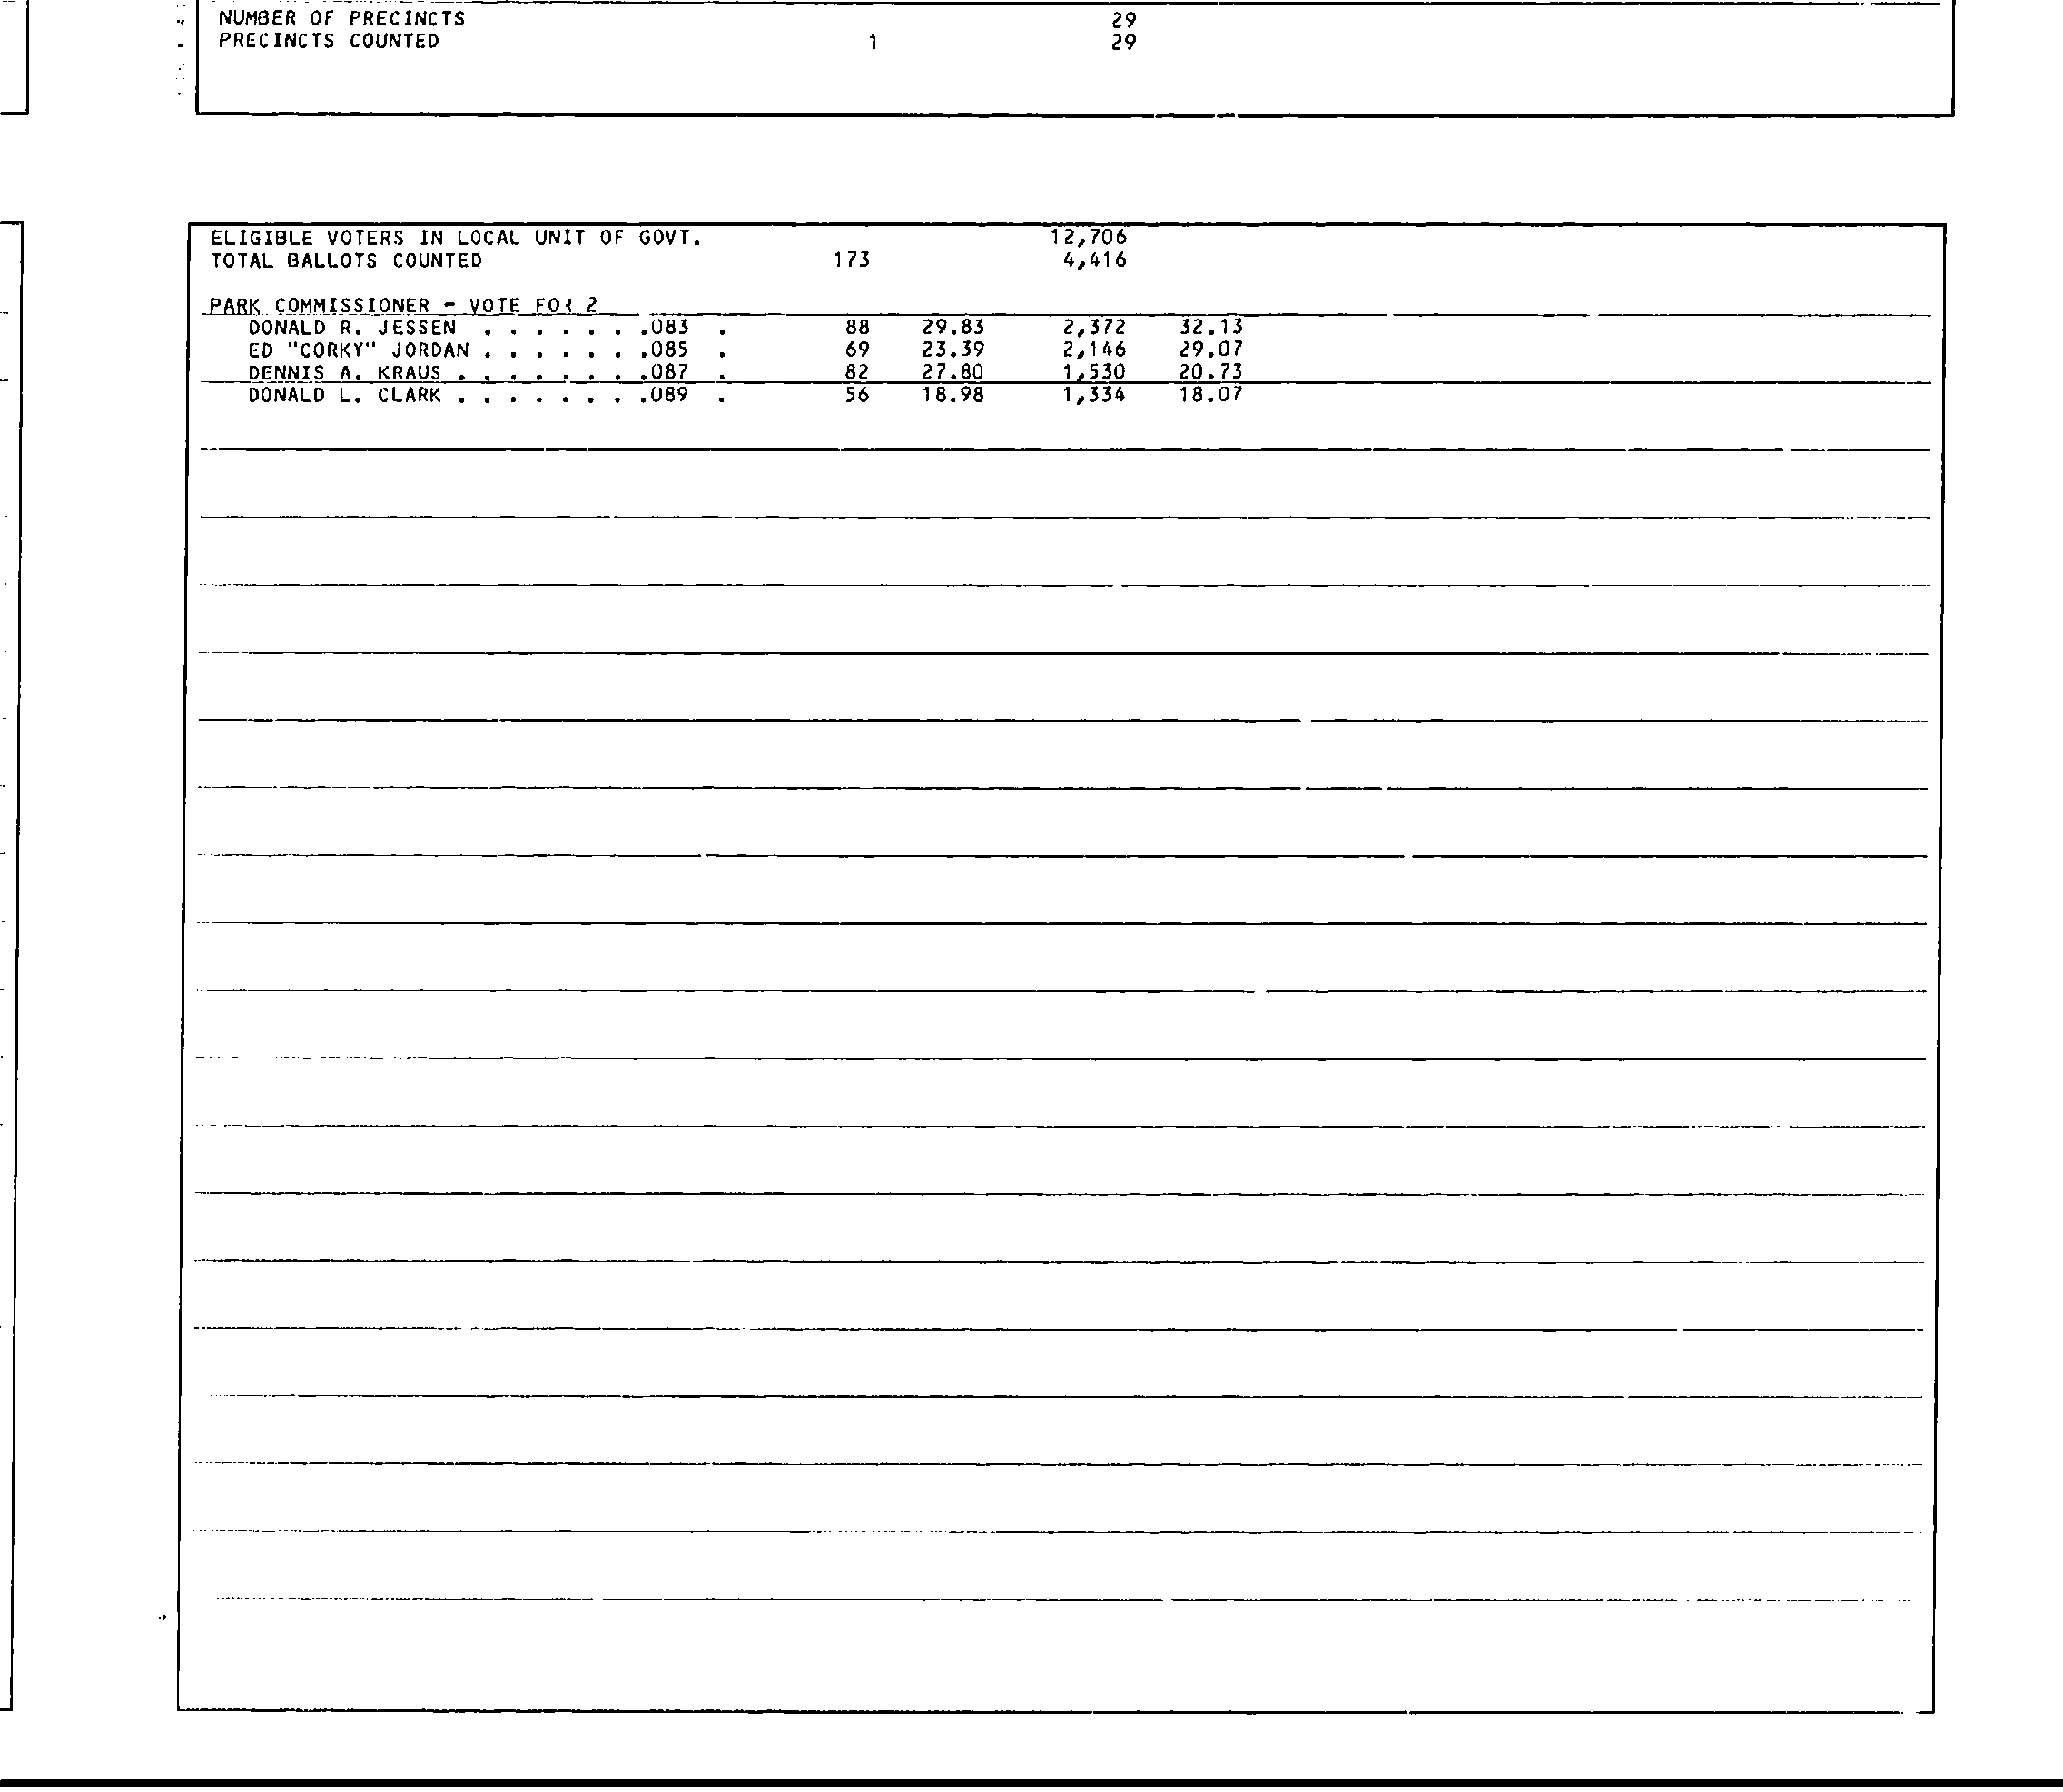 NUMBER OF PRECINCTS 29
PRECINCTS COUNTED 1 29
ELIGIBLE VOTERS IN LOCAL UNIT OF GOVT. 12,706
TOTAL BALLOTS COUNTED 173 4,416
PARK COMMISSIONER - VOTE FOR 2
DONALD R. JESSEN . . . . . . .083 . 88 29.83 2,372 32.13
ED "CORKY" JORDAN . . . . . . .085 . 69 23.39 2,146 29.07
DENNIS A. KRAUS . . . . . . . .087 . 82 27.80 1,530 20.73
DONALD L. CLARK . . . . . . . .089 . 56 18.98 1,334 18.07